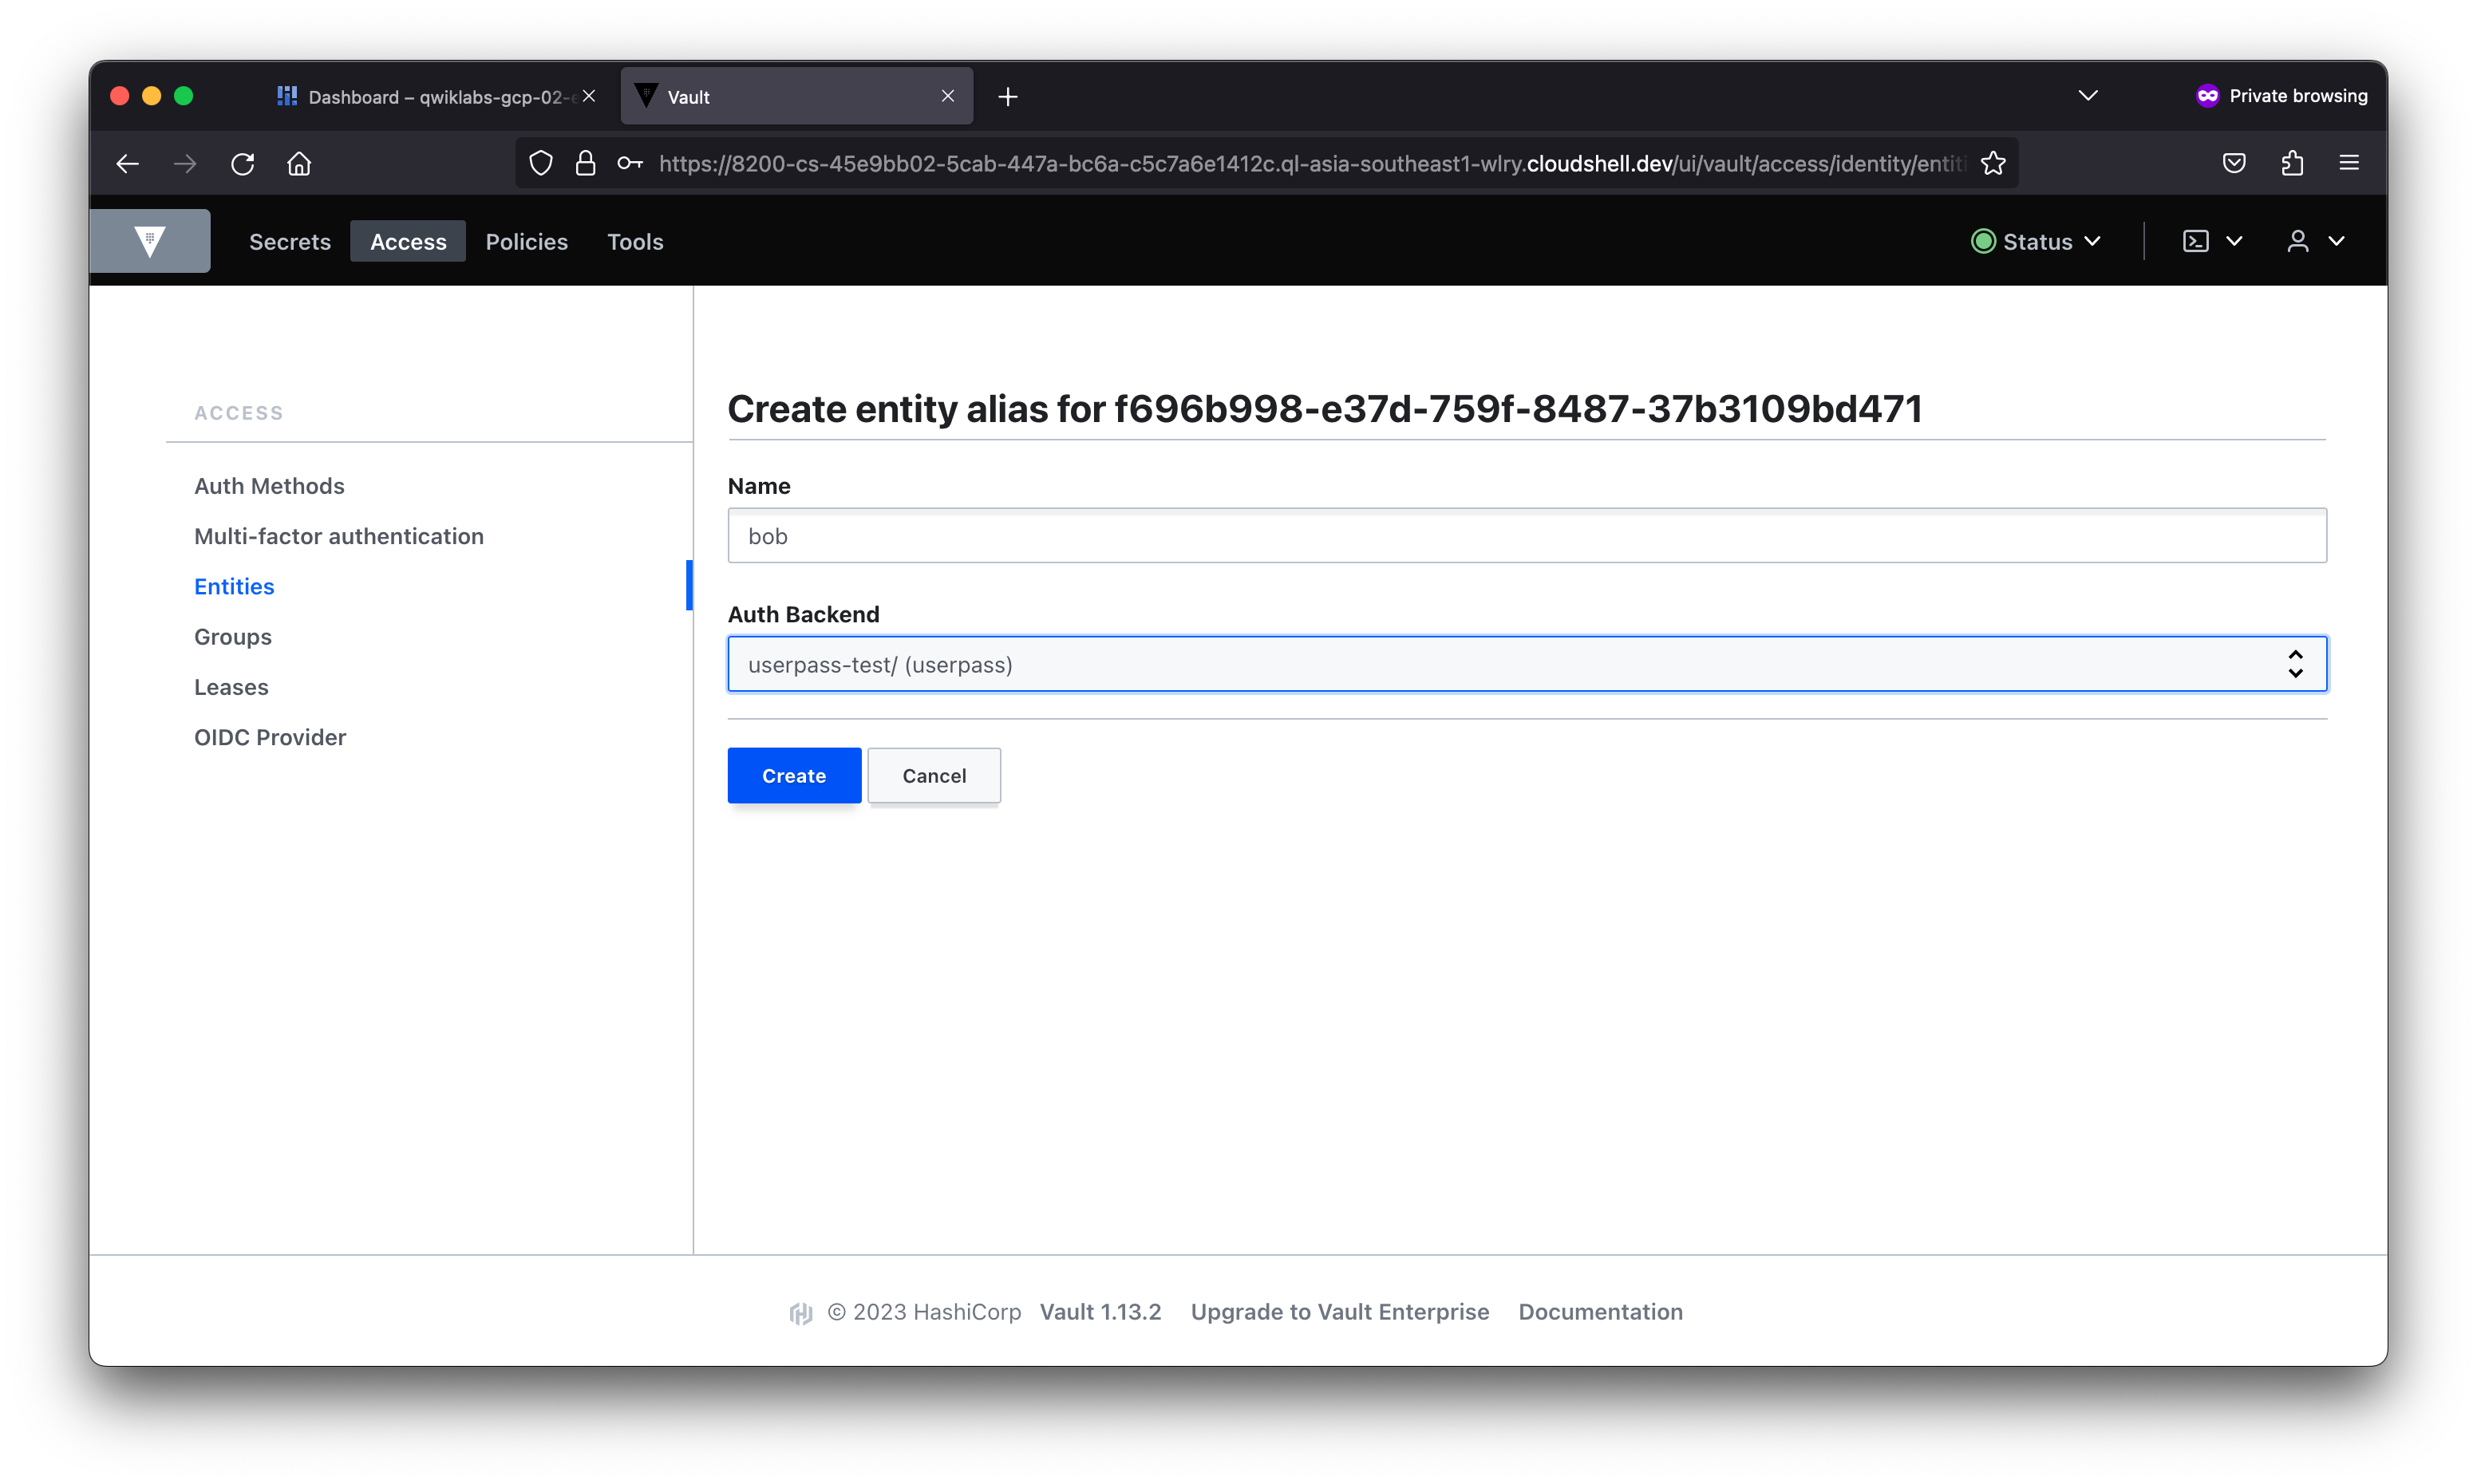 Dashboard – qwiklabs-gcp-02-
Vault
Private browsing
https://8200-cs-45e9bb02-5cab-447a-bc6a-c5c7a6e1412c.ql-asia-southeast1-wlry.cloudshell.dev/ui/vault/access/identity/entiti
Secrets
Access
Policies
Tools
Status
ACCESS
Auth Methods
Multi-factor authentication
Entities
Groups
Leases
OIDC Provider
Create entity alias for f696b998-e37d-759f-8487-37b3109bd471
Name
bob
Auth Backend
userpass-test/ (userpass)
Create
Cancel
© 2023 HashiCorp Vault 1.13.2 Upgrade to Vault Enterprise Documentation